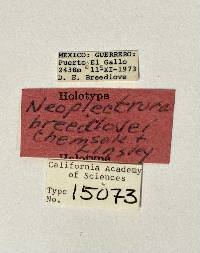 MEXICO: GUERRERO:
Puerto El Gallo
2438m 11-XI-1973
D. E. Breedlove
Holotype
Neoplectrura
breedlovei
Chemsak &
Linsley
Holotype
California Academy
of Sciences
Type
No. 15073